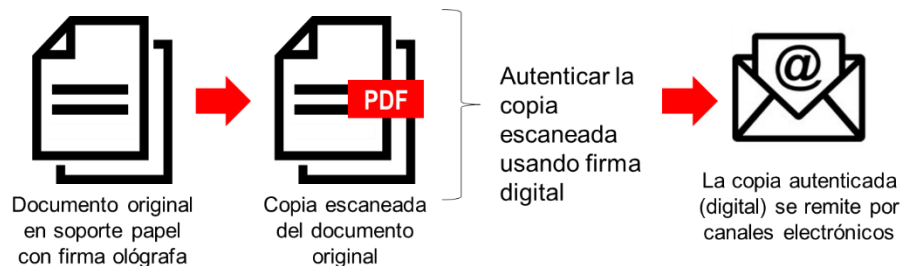 Documento original
en soporte papel
con firma ológrafa
PDF
Copia escaneada
del documento
original
Autenticar la
copia
escaneada
usando firma
digital
@
La copia autenticada
(digital) se remite por
canales electrónicos